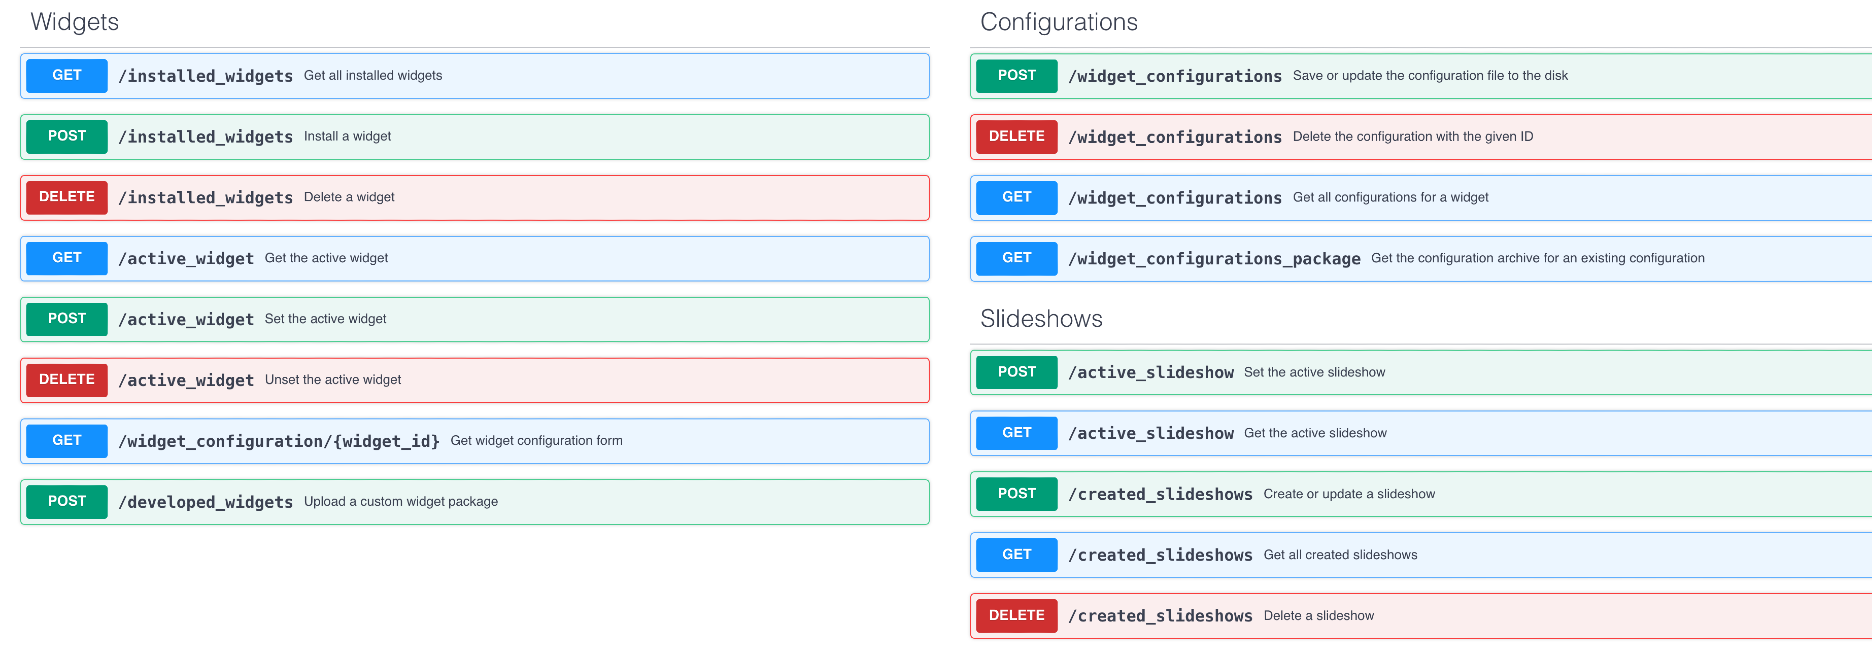 Widgets
GET /installed_widgets Get all installed widgets
POST /installed_widgets Install a widget
DELETE /installed_widgets Delete a widget
GET /active_widget Get the active widget
POST /active_widget Set the active widget
DELETE /active_widget Unset the active widget
GET /widget_configuration/{widget_id} Get widget configuration form
POST /developed_widgets Upload a custom widget package
Configurations
POST /widget_configurations Save or update the configuration file to the disk
DELETE /widget_configurations Delete the configuration with the given ID
GET /widget_configurations Get all configurations for a widget
GET /widget_configurations_package Get the configuration archive for an existing configuration
Slideshows
POST /active_slideshow Set the active slideshow
GET /active_slideshow Get the active slideshow
POST /created_slideshows Create or update a slideshow
GET /created_slideshows Get all created slideshows
DELETE /created_slideshows Delete a slideshow